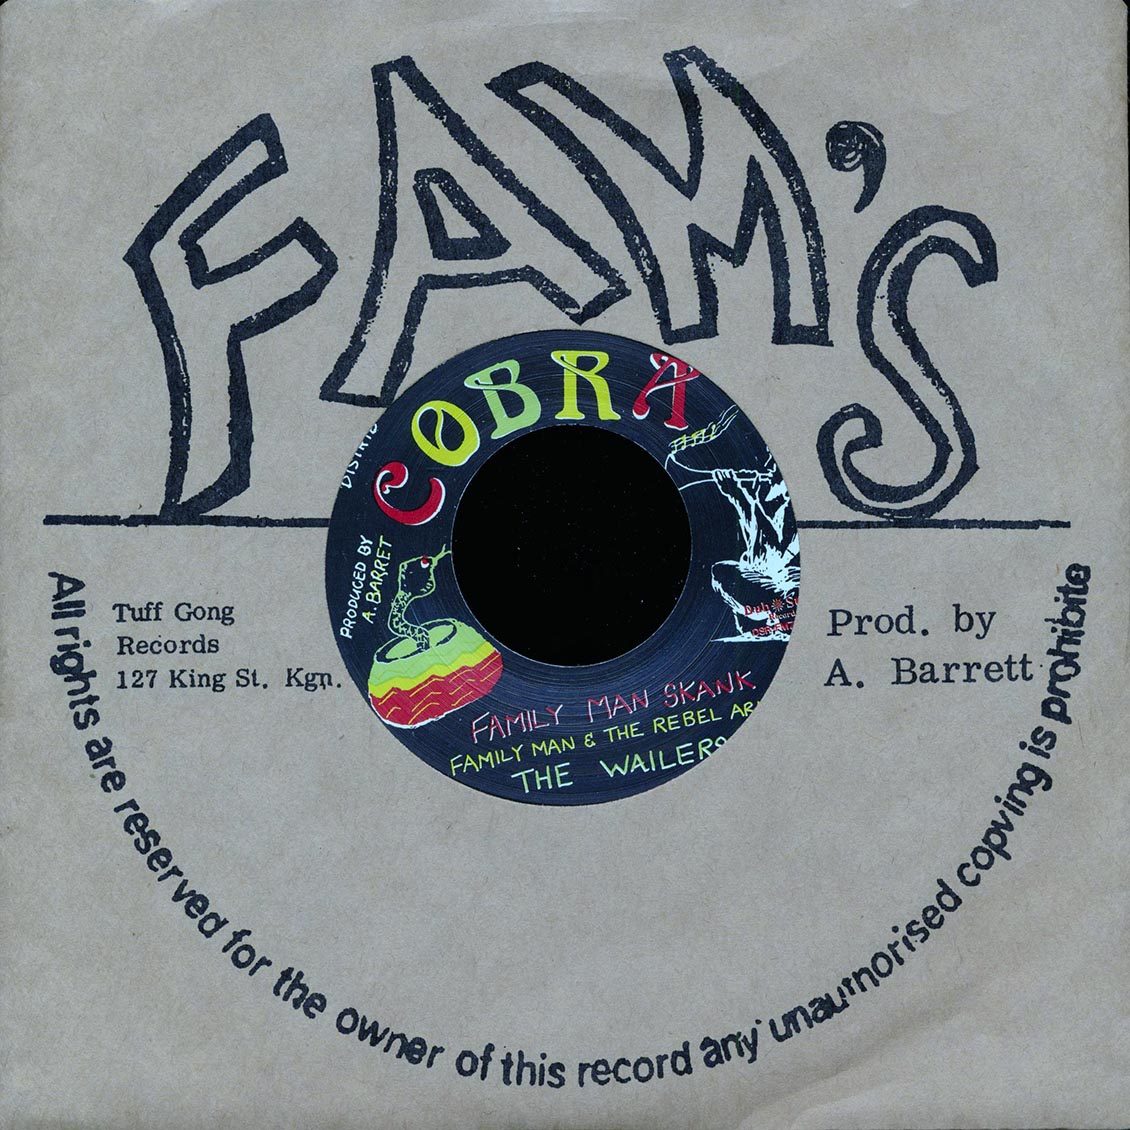 FAM'S
COBRA
PRODUCED BY
A. BARRET
FAMILY MAN SKANK
FAMILY MAN & THE REBEL AR
THE WAILERS
Tuff Gong
Records
127 King St. Kgn.
Prod. by
A. Barrett
All rights are reserved for the owner of this record any unauthorised copying is prohibite